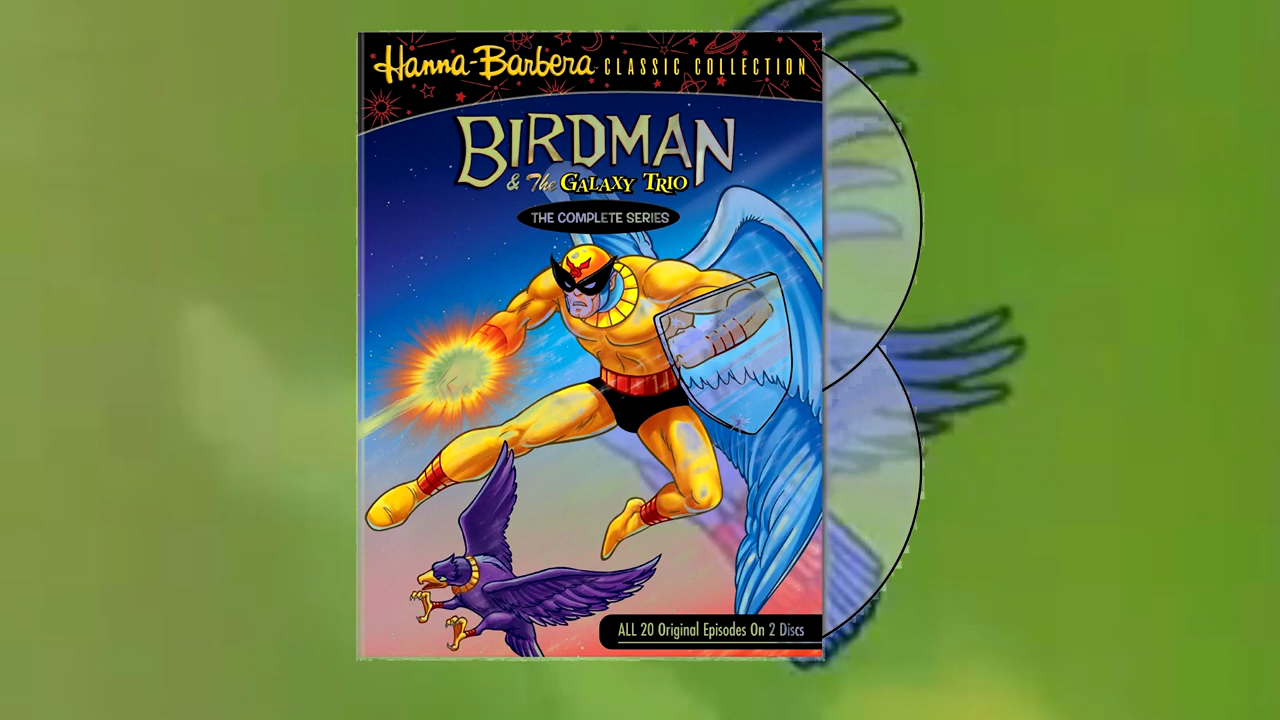 Hanna-Barbera CLASSIC COLLECTION
BIRDMAN
& The GALAXY TRIO
THE COMPLETE SERIES
ALL 20 Original Episodes On 2 Discs